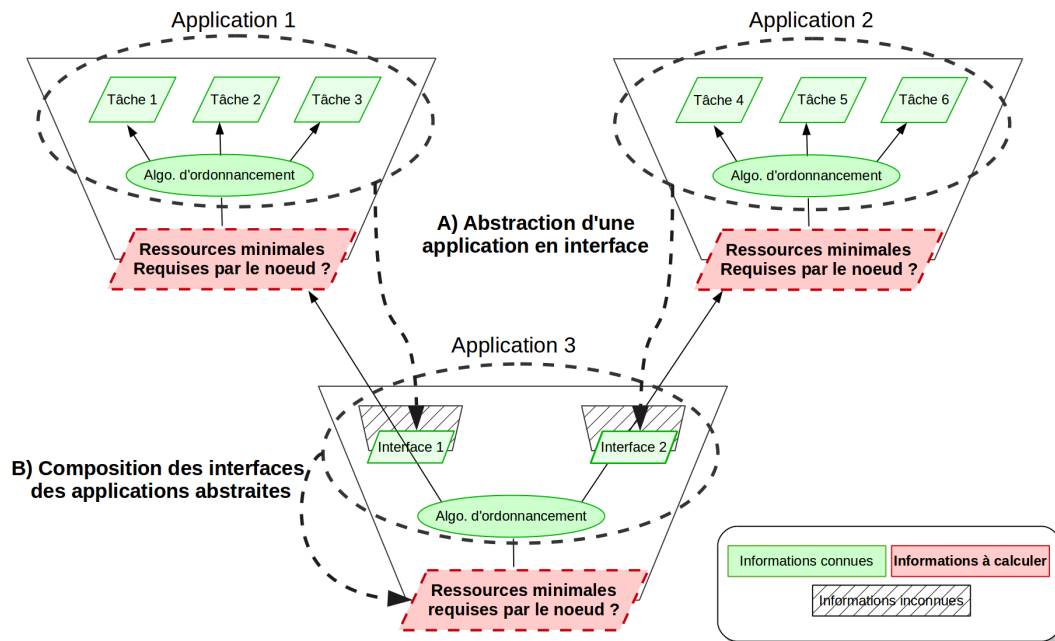 Application 1
Application 2
Tâche 1
Tâche 2
Tâche 3
Tâche 4
Tâche 5
Tâche 6
Algo. d'ordonnancement
Algo. d'ordonnancement
A) Abstraction d'une
application en interface
Ressources minimales
Requises par le noeud ?
Ressources minimales
Requises par le noeud ?
Application 3
Interface 1
Interface 2
B) Composition des interfaces
des applications abstraites
Algo. d'ordonnancement
Ressources minimales
requises par le noeud ?
Informations connues
Informations à calculer
Informations inconnues